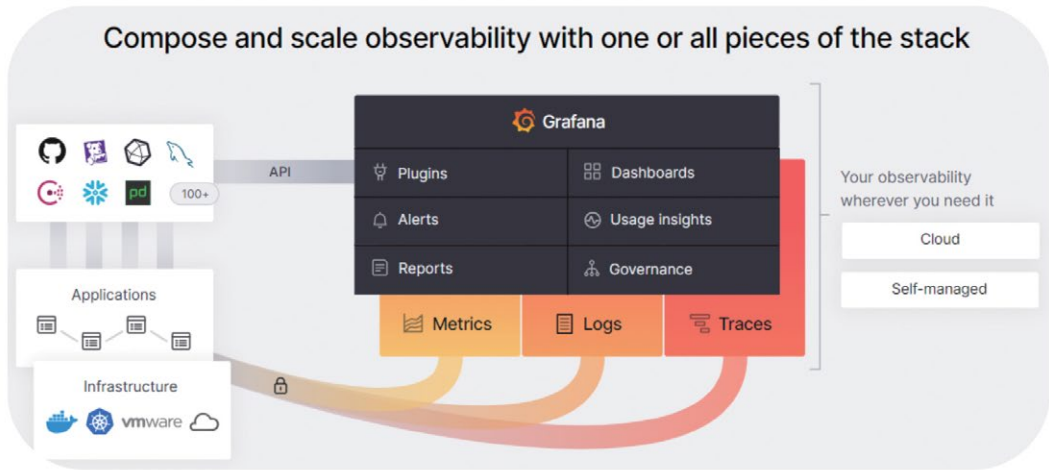 Compose and scale observability with one or all pieces of the stack
Grafana
API
Plugins
Dashboards
pd
100+
Alerts
Usage insights
Reports
Governance
Your observability
wherever you need it
Cloud
Self-managed
Applications
Metrics
Logs
Traces
Infrastructure
vmware